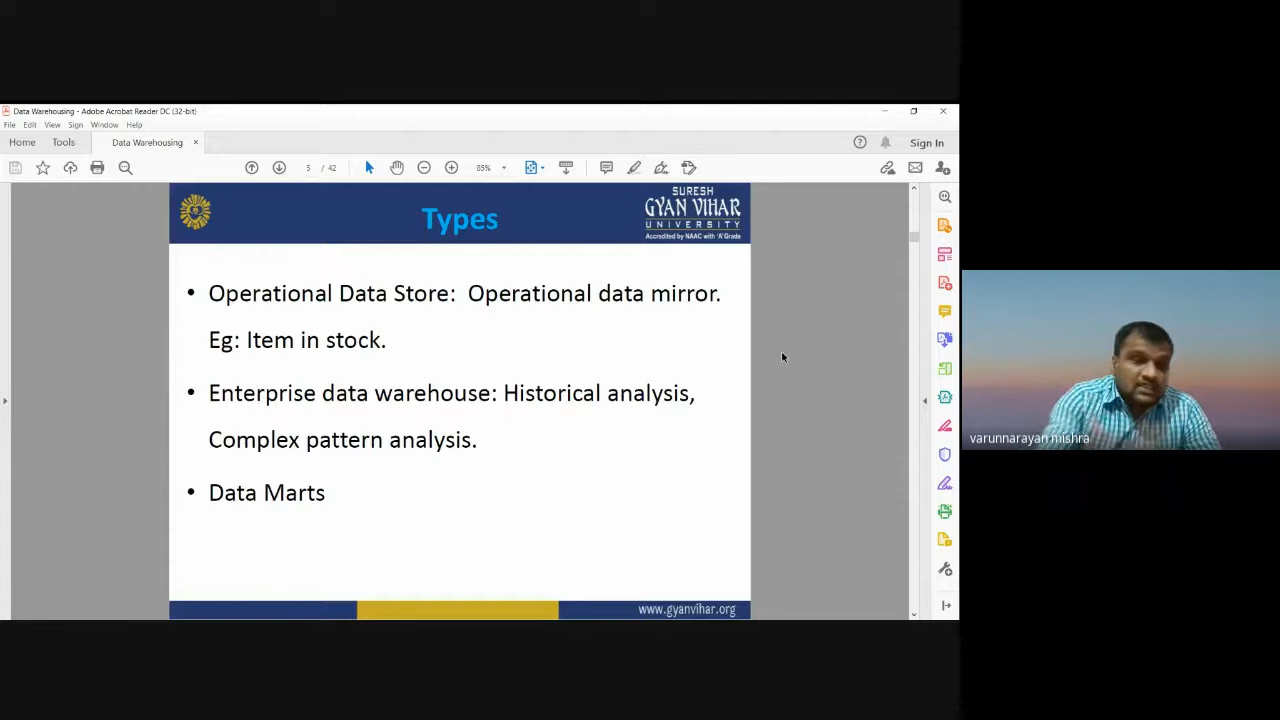 Data Warehousing - Adobe Acrobat Reader DC (32-bit)
File Edit View Sign Window Help
Home Tools Data Warehousing × Sign In
5 / 42 85%
Types
SURESH
GYAN VIHAR
UNIVERSITY
Accredited by NAAC with 'A' Grade
• Operational Data Store: Operational data mirror.
Eg: Item in stock.
• Enterprise data warehouse: Historical analysis,
Complex pattern analysis.
• Data Marts
www.gyanvihar.org
varunnarayan mishra